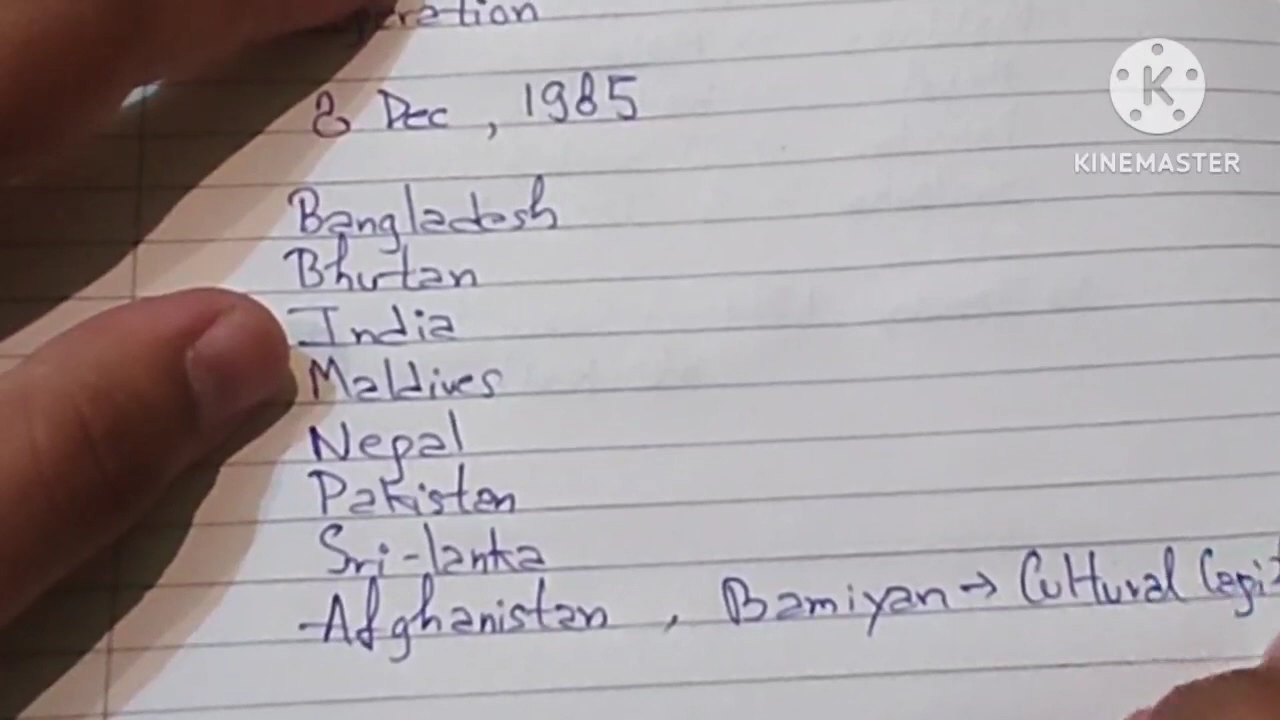 8 Dec, 1985
KINEMASTER
Bangladesh
Bhutan
India
Maldives
Nepal
Pakistan
Sri-lanka
Afghanistan, Bamiyan → Cultural